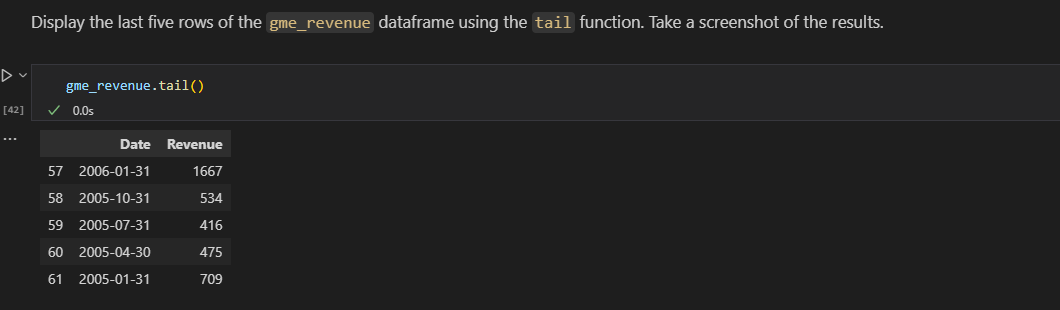 Display the last five rows of the gme_revenue dataframe using the tail function. Take a screenshot of the results.
gme_revenue.tail()
[42] 0.0s
...
Date Revenue
57 2006-01-31 1667
58 2005-10-31 534
59 2005-07-31 416
60 2005-04-30 475
61 2005-01-31 709